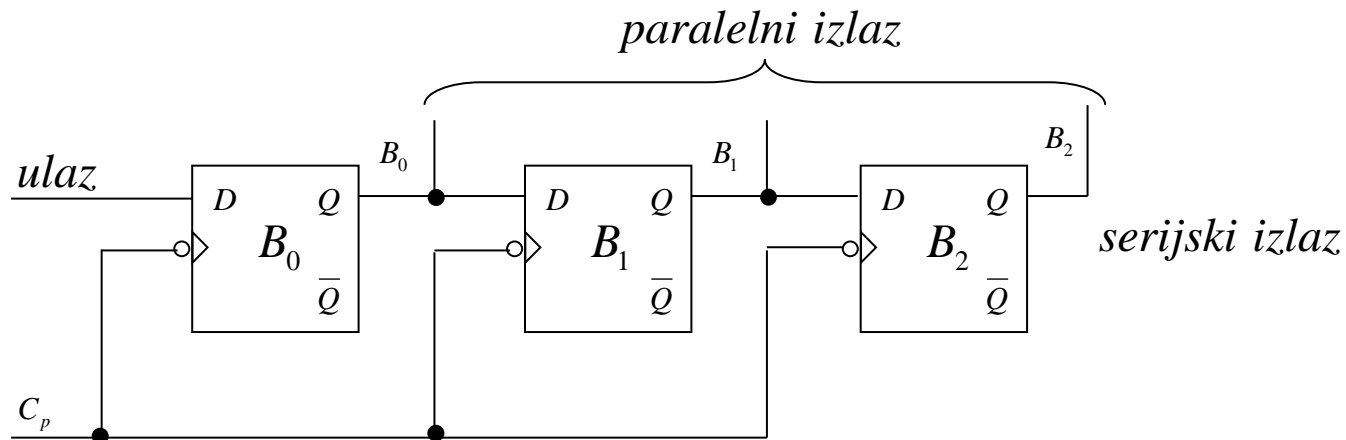 paralelni izlaz
B₀
B₁
B₂
ulaz
D Q
D Q
D Q
B₀
B₁
B₂
serijski izlaz
Q̅
Q̅
Q̅
Cₚ